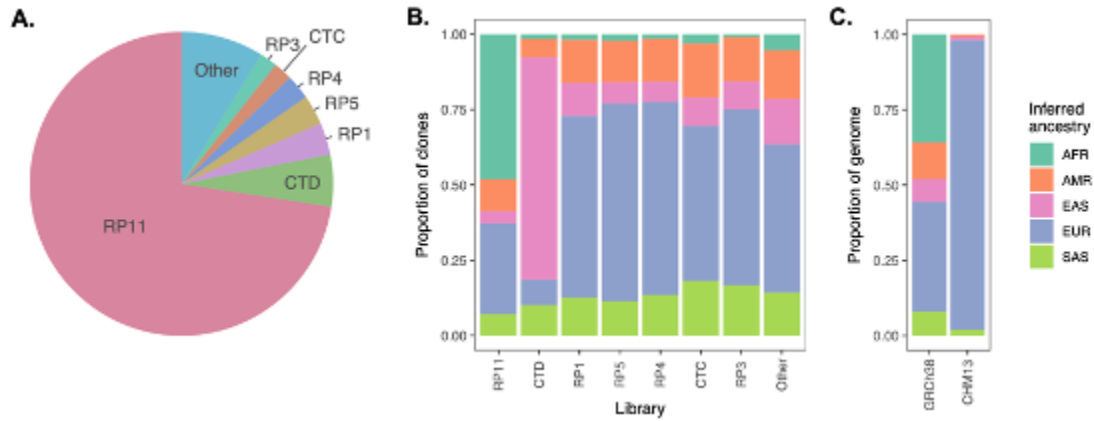 A.
Other
RP3
CTC
RP4
RP5
RP1
CTD
RP11
B.
Proportion of clones
1.00
0.75
0.50
0.25
0.00
RP11
CTD
RP1
RP5
RP4
CTC
RP3
Other
Library
C.
Proportion of genome
1.00
0.75
0.50
0.25
0.00
GRCh38
CHM13
Inferred
ancestry
AFR
AMR
EAS
EUR
SAS